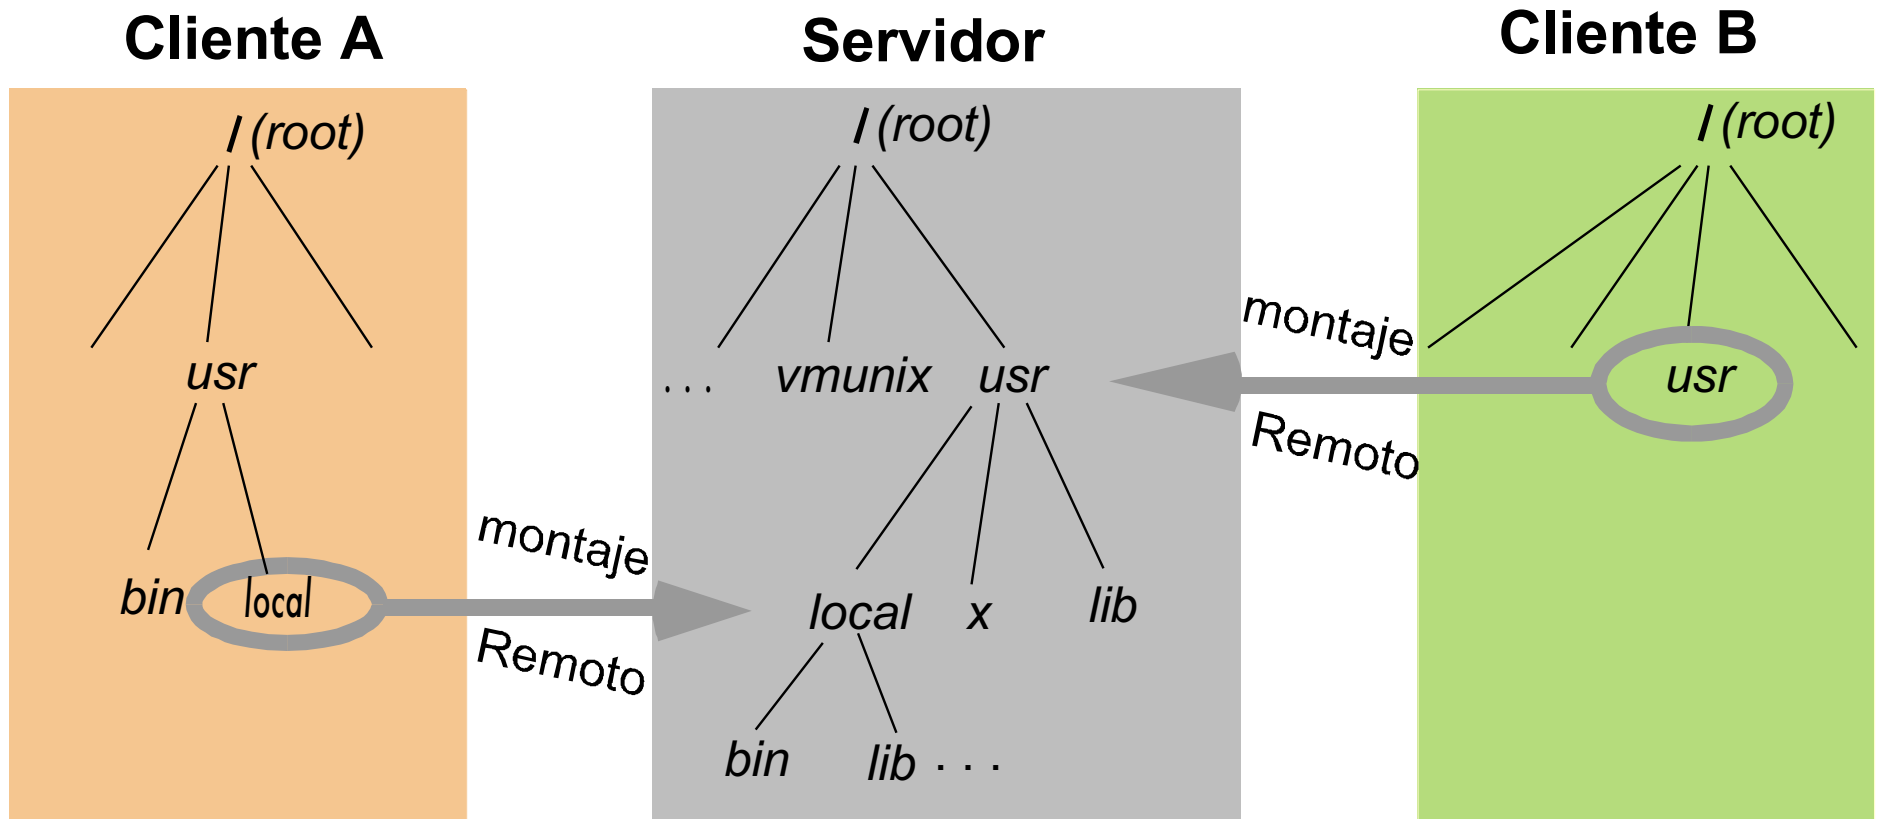 Cliente A
Servidor
Cliente B
/ (root)
/ (root)
/ (root)
usr
. . .
vmunix
usr
montaje
Remoto
usr
bin
local
montaje
Remoto
local
x
lib
bin
lib . . .